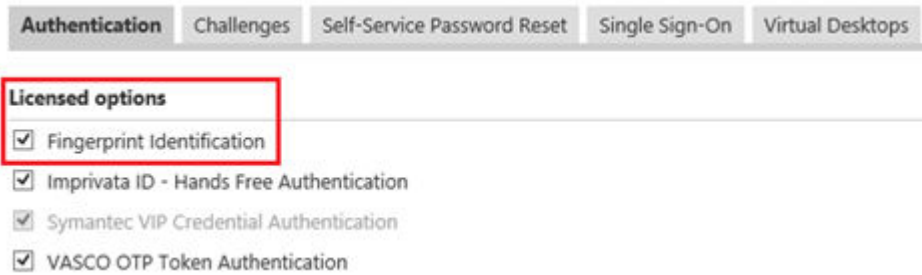 Authentication Challenges Self-Service Password Reset Single Sign-On Virtual Desktops
Licensed options
Fingerprint Identification
Imprivata ID - Hands Free Authentication
Symantec VIP Credential Authentication
VASCO OTP Token Authentication